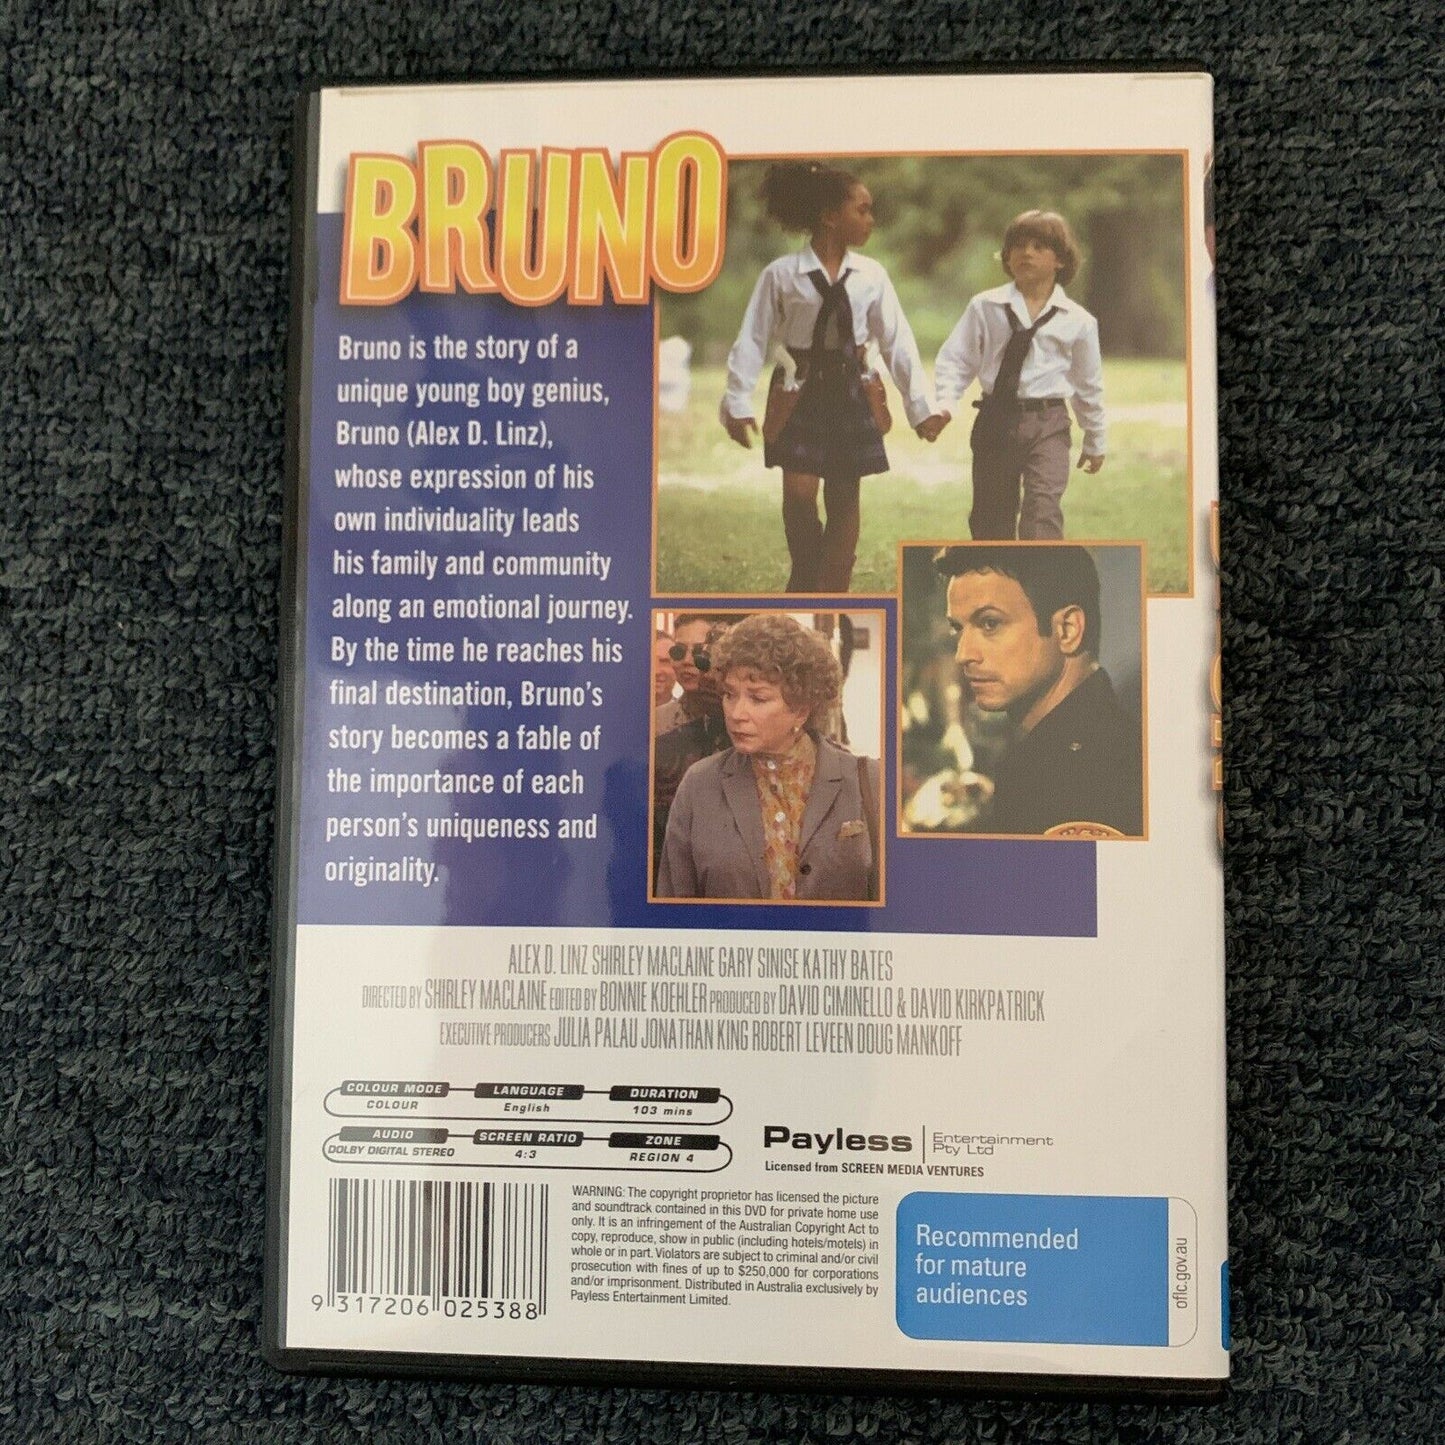 BRUNO
Bruno is the story of a
unique young boy genius,
Bruno (Alex D. Linz),
whose expression of his
own individuality leads
his family and community
along an emotional journey.
By the time he reaches his
final destination, Bruno's
story becomes a fable of
the importance of each
person's uniqueness and
originality.
ALEX D. LINZ SHIRLEY MACLAINE GARY SINISE KATHY BATES
DIRECTED BY SHIRLEY MACLAINE EDITED BY BONNIE KOEHLER PRODUCED BY DAVID CIMINELLO & DAVID KIRKPATRICK
EXECUTIVE PRODUCERS JULIA PALAU JONATHAN KING ROBERT LEVEEN DOUG MANKOFF
COLOUR MODE LANGUAGE DURATION
COLOUR English 103 mins
AUDIO SCREEN RATIO ZONE
DOLBY DIGITAL STEREO 4:3 REGION 4
Payless Entertainment
Pty Ltd
Licensed from SCREEN MEDIA VENTURES
WARNING: The copyright proprietor has licensed the picture
and soundtrack contained in this DVD for private home use
only. It is an infringement of the Australian Copyright Act to
copy, reproduce, show in public (including hotels/motels) in
whole or in part. Violators are subject to criminal and/or civil
prosecution with fines of up to $250,000 for corporations
and/or imprisonment. Distributed in Australia exclusively by
Payless Entertainment Limited.
9 317206 025388
Recommended
for mature
audiences
oflc.gov.au